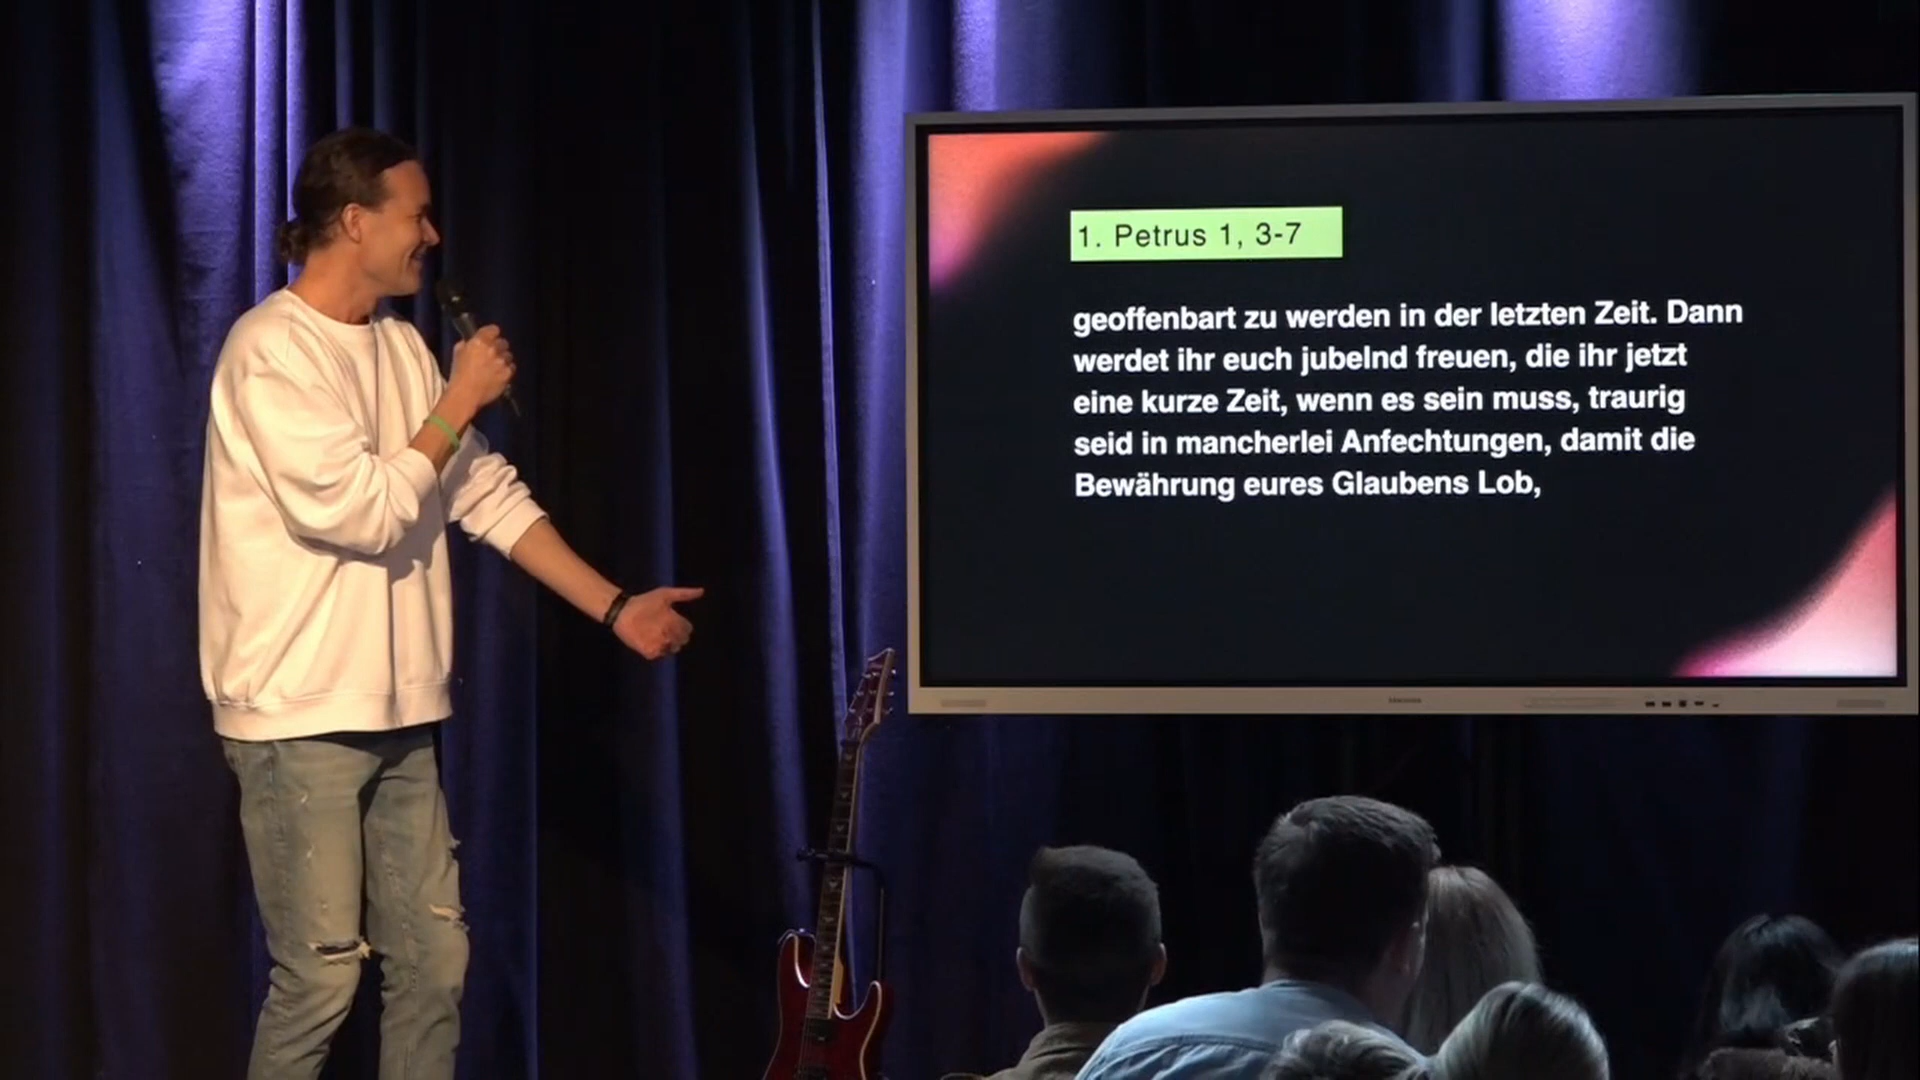 1. Petrus 1, 3-7
geoffenbart zu werden in der letzten Zeit. Dann
werdet ihr euch jubelnd freuen, die ihr jetzt
eine kurze Zeit, wenn es sein muss, traurig
seid in mancherlei Anfechtungen, damit die
Bewährung eures Glaubens Lob,